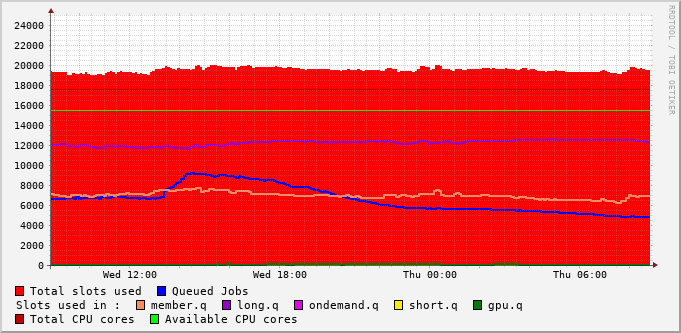 24000
22000
20000
18000
16000
14000
12000
10000
8000
6000
4000
2000
0
Wed 12:00 Wed 18:00 Thu 00:00 Thu 06:00
RRDTOOL / TOBI OETIKER
Total slots used Queued Jobs
Slots used in : member.q long.q ondemand.q short.q gpu.q
Total CPU cores Available CPU cores